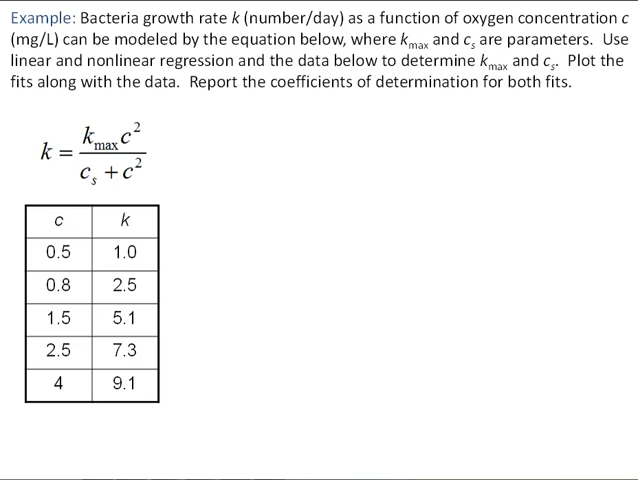 Example: Bacteria growth rate k (number/day) as a function of oxygen concentration c
(mg/L) can be modeled by the equation below, where kmax and cs are parameters. Use
linear and nonlinear regression and the data below to determine kmax and cs. Plot the
fits along with the data. Report the coefficients of determination for both fits.
k = kmax c² / (cs + c²)
c k
0.5 1.0
0.8 2.5
1.5 5.1
2.5 7.3
4 9.1